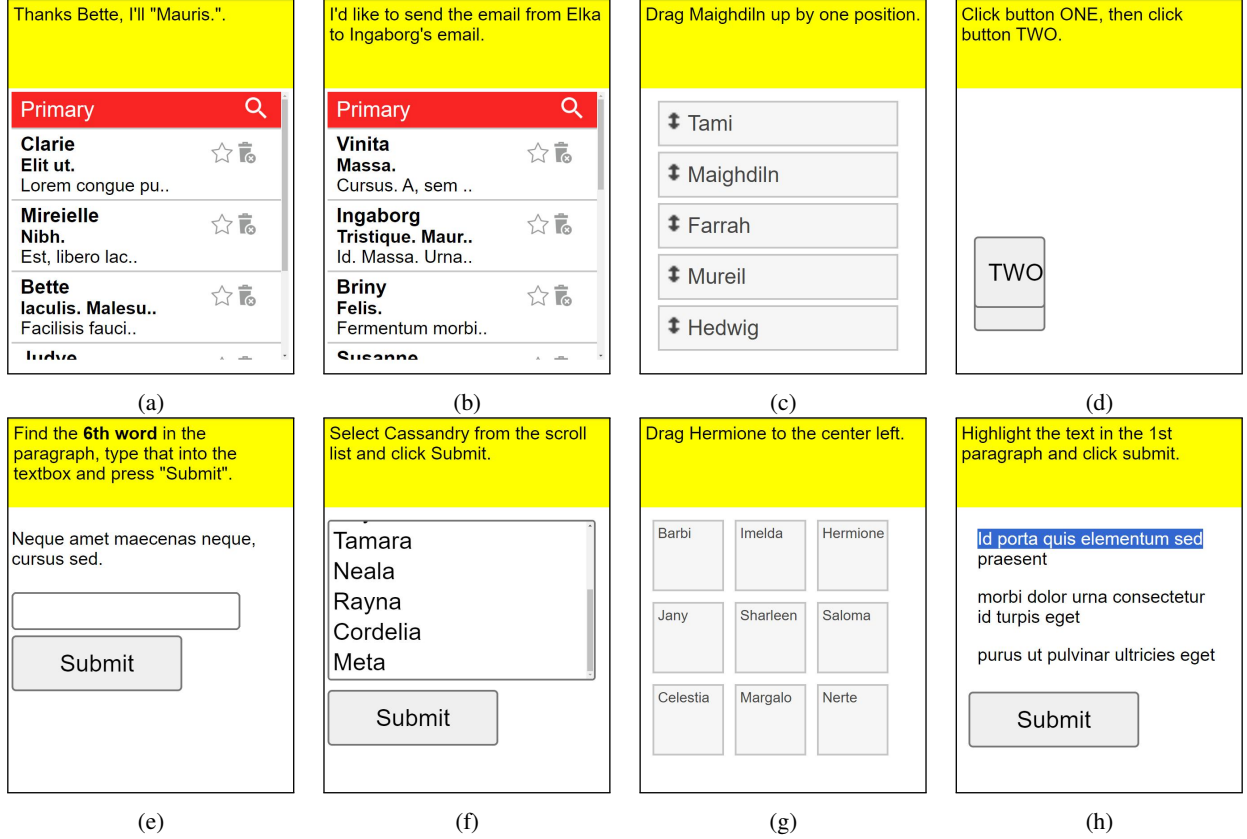 Thanks Bette, I'll "Mauris.".
Primary
Clarie
Elit ut.
Lorem congue pu..
Mireielle
Nibh.
Est, libero lac..
Bette
Iaculis. Malesu..
Facilisis fauci..
Judye
(a)
I'd like to send the email from Elka
to Ingaborg's email.
Primary
Vinita
Massa.
Cursus. A, sem ..
Ingaborg
Tristique. Maur..
Id. Massa. Urna..
Briny
Felis.
Fermentum morbi..
Susanne
(b)
Drag Maighdiln up by one position.
Tami
Maighdiln
Farrah
Mureil
Hedwig
(c)
Click button ONE, then click
button TWO.
TWO
(d)
Find the 6th word in the
paragraph, type that into the
textbox and press "Submit".
Neque amet maecenas neque,
cursus sed.
Submit
(e)
Select Cassandry from the scroll
list and click Submit.
Tamara
Neala
Rayna
Cordelia
Meta
Submit
(f)
Drag Hermione to the center left.
Barbi Imelda Hermione
Jany Sharleen Saloma
Celestia Margalo Nerte
(g)
Highlight the text in the 1st
paragraph and click submit.
Id porta quis elementum sed
praesent
morbi dolor urna consectetur
id turpis eget
purus ut pulvinar ultricies eget
Submit
(h)